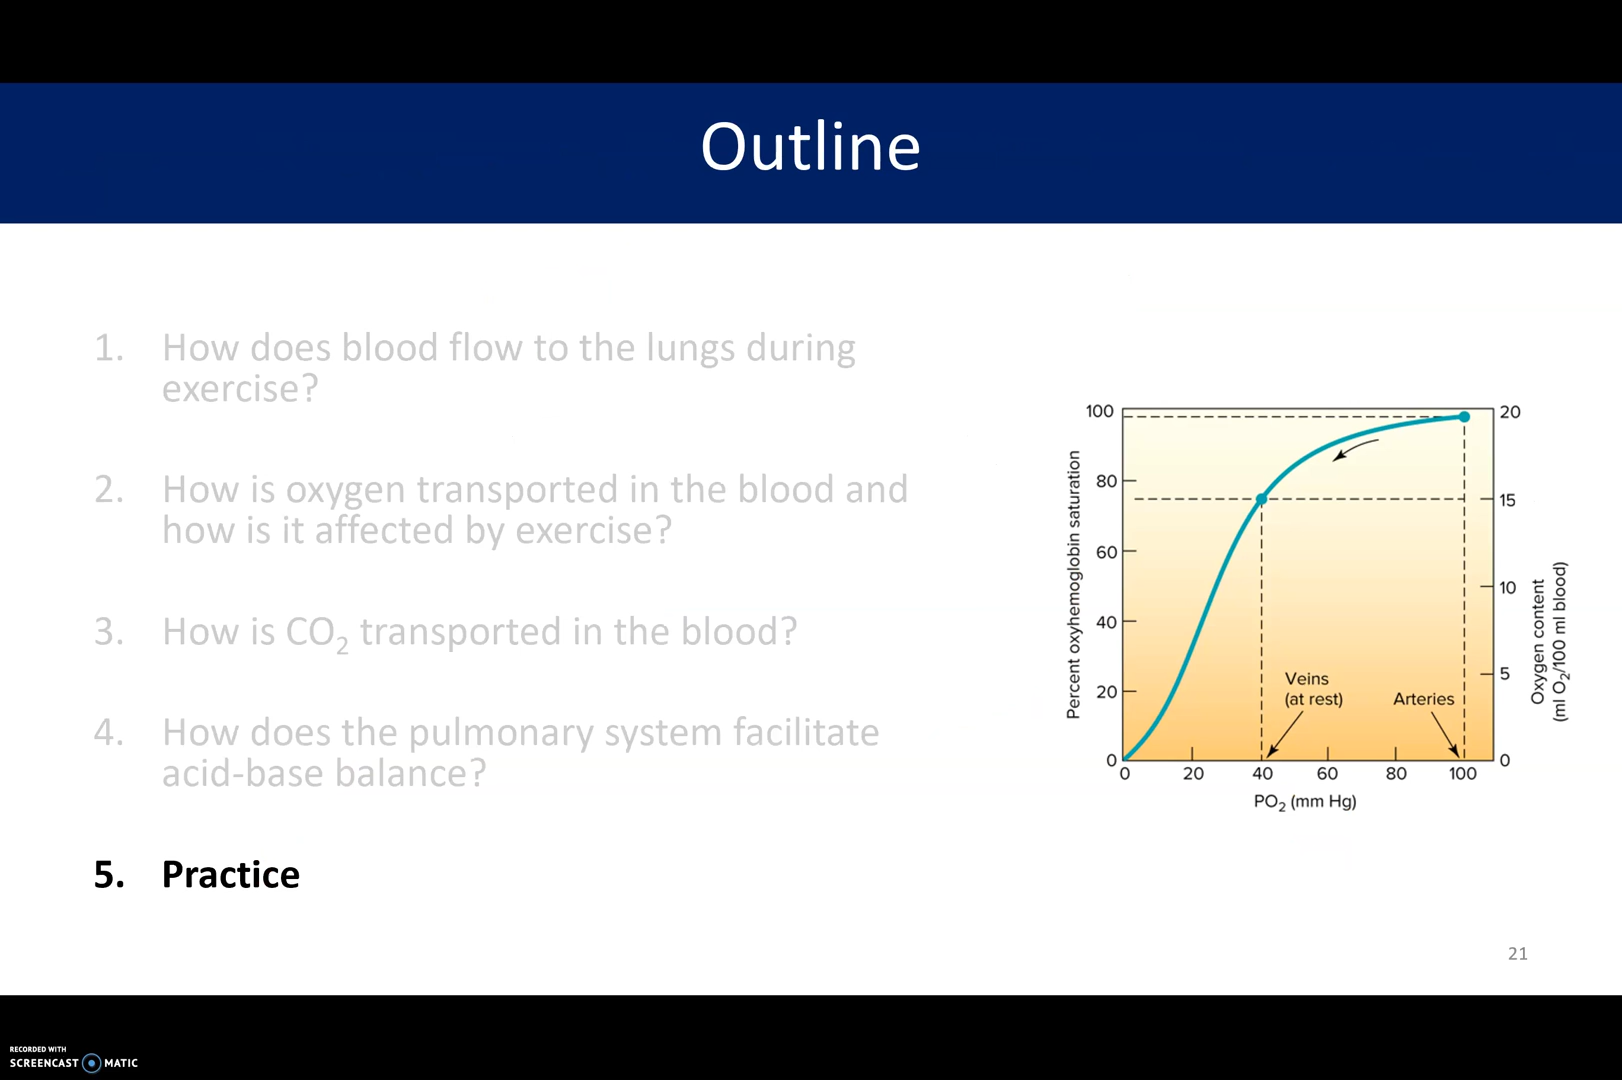 Outline
1. How does blood flow to the lungs during
exercise?
2. How is oxygen transported in the blood and
how is it affected by exercise?
3. How is CO2 transported in the blood?
4. How does the pulmonary system facilitate
acid-base balance?
5. Practice
Percent oxyhemoglobin saturation
100
80
60
40
20
0
Veins
(at rest)
Arteries
0 20 40 60 80 100
PO2 (mm Hg)
20
15
10
5
0
Oxygen content
(ml O2/100 ml blood)
21
RECORDED WITH
SCREENCAST MATIC